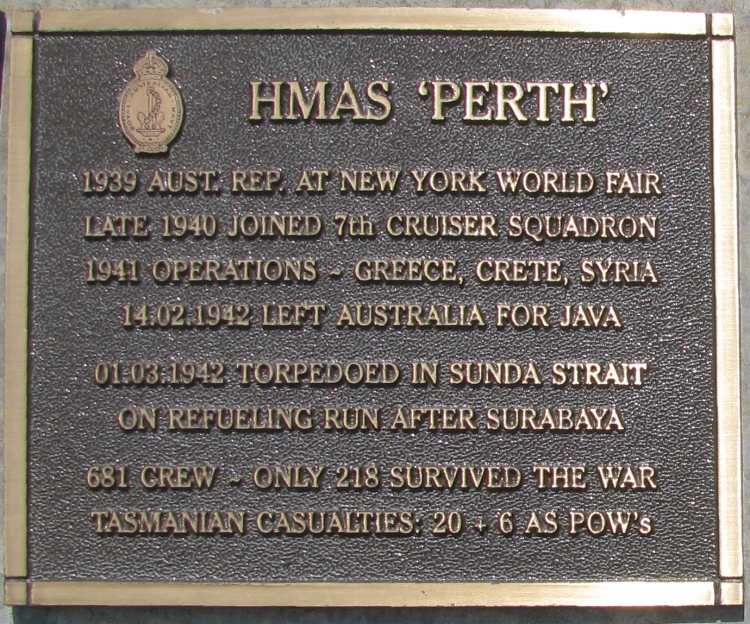 HMAS 'PERTH'
1939 AUST. REP. AT NEW YORK WORLD FAIR
LATE 1940 JOINED 7th CRUISER SQUADRON
1941 OPERATIONS ~ GREECE, CRETE, SYRIA
14.02.1942 LEFT AUSTRALIA FOR JAVA
01.03.1942 TORPEDOED IN SUNDA STRAIT
ON REFUELING RUN AFTER SURABAYA
681 CREW ~ ONLY 218 SURVIVED THE WAR
TASMANIAN CASUALTIES: 20 + 6 AS POW's